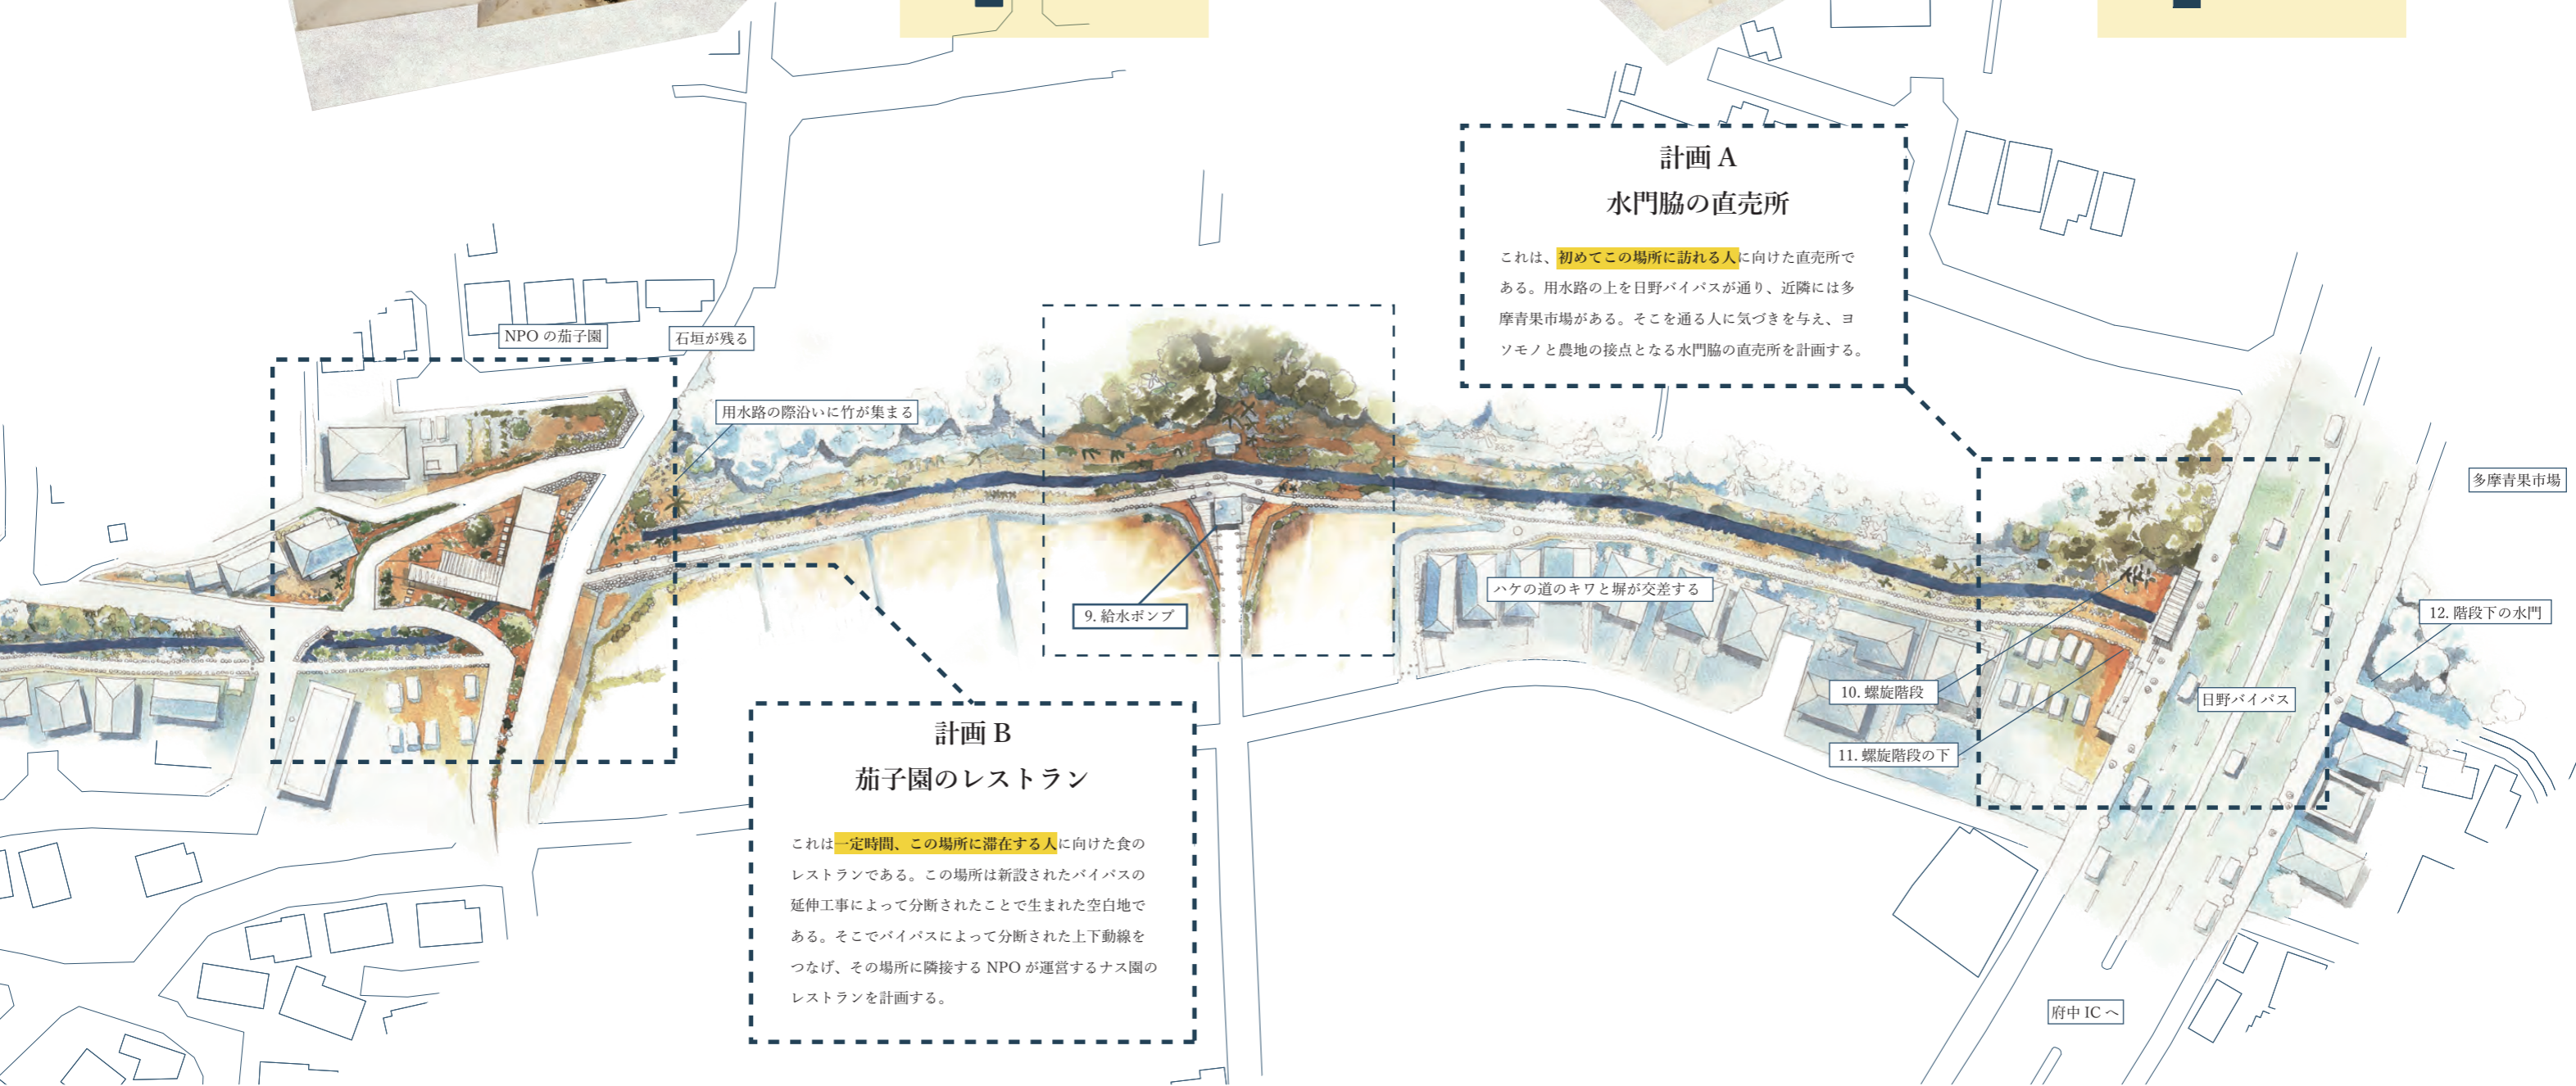 計画 A
水門脇の直売所
これは、初めてこの場所に訪れる人に向けた直売所で
ある。用水路の上を日野バイパスが通り、近隣には多
摩青果市場がある。そこを通る人に気づきを与え、ヨ
ソモノと農地の接点となる水門脇の直売所を計画する。
NPO の茄子園
石垣が残る
用水路の際沿いに竹が集まる
多摩青果市場
ハケの道のキワと塀が交差する
9. 給水ポンプ
12. 階段下の水門
10. 螺旋階段
日野バイパス
11. 螺旋階段の下
計画 B
茄子園のレストラン
これは一定時間、この場所に滞在する人に向けた食の
レストランである。この場所は新設されたバイパスの
延伸工事によって分断されたことで生まれた空白地で
ある。そこでバイパスによって分断された上下動線を
つなげ、その場所に隣接する NPO が運営するナス園の
レストランを計画する。
府中 IC へ